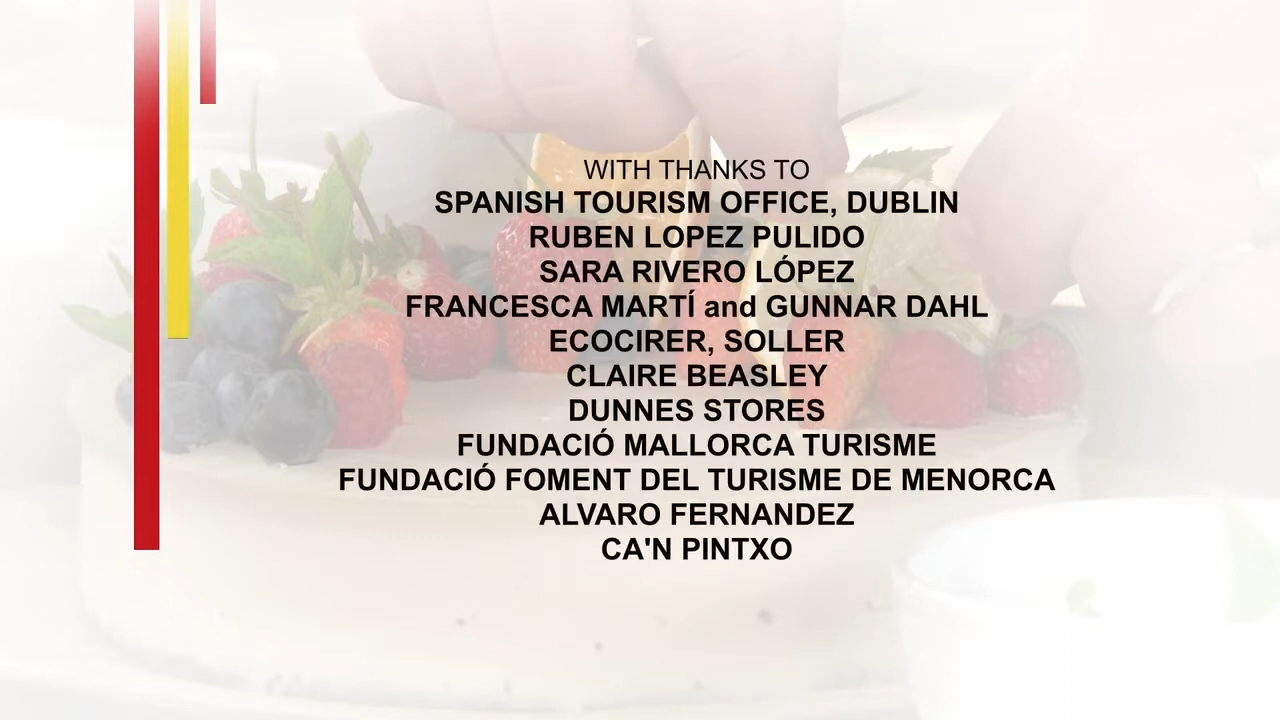 WITH THANKS TO
SPANISH TOURISM OFFICE, DUBLIN
RUBEN LOPEZ PULIDO
SARA RIVERO LÓPEZ
FRANCESCA MARTÍ and GUNNAR DAHL
ECOCIRER, SOLLER
CLAIRE BEASLEY
DUNNES STORES
FUNDACIÓ MALLORCA TURISME
FUNDACIÓ FOMENT DEL TURISME DE MENORCA
ALVARO FERNANDEZ
CA'N PINTXO